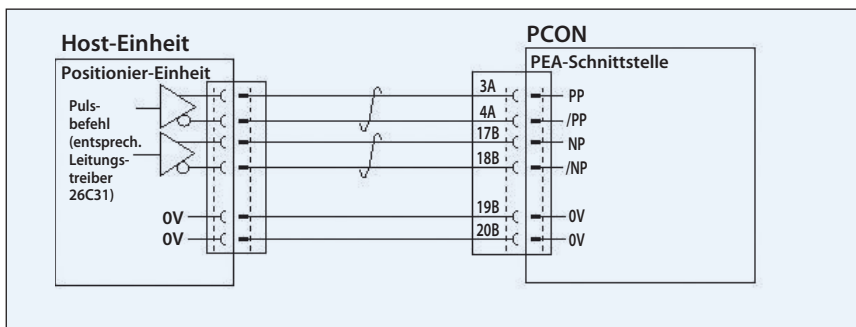 Host-Einheit
Positionier-Einheit
Puls-
befehl
(entsprech.
Leitungs-
treiber
26C31)
0V
0V
3A
4A
17B
18B
19B
20B
PCON
PEA-Schnittstelle
PP
/PP
NP
/NP
0V
0V